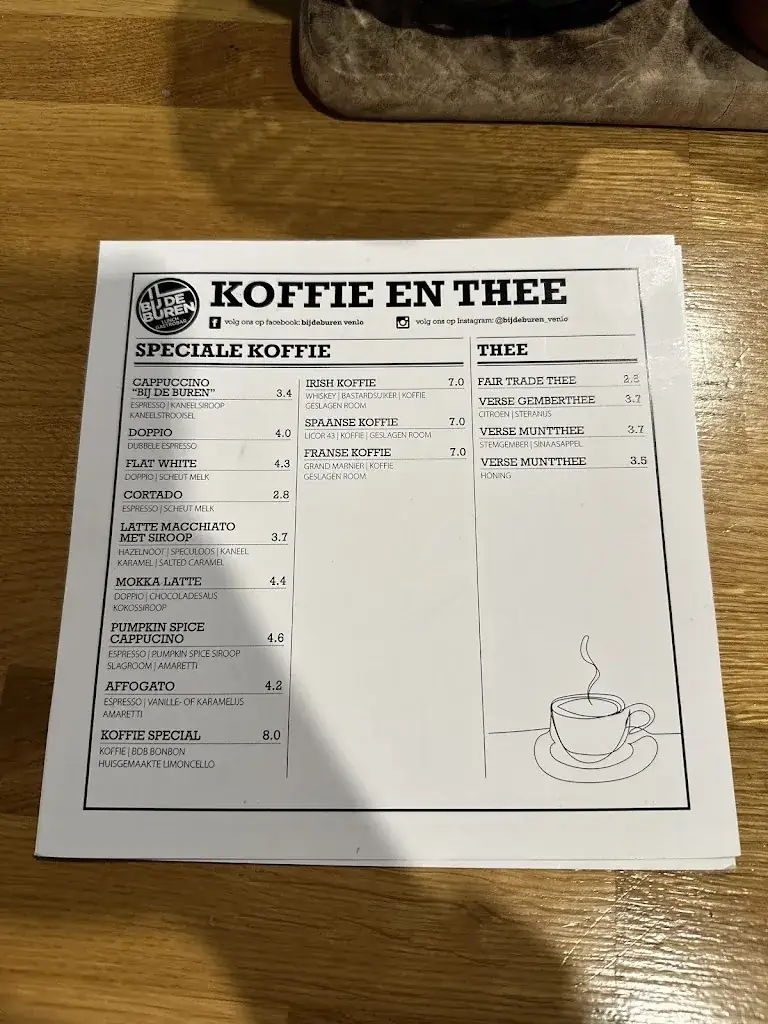 BIJ DE
BUREN
LUNCH
GASTROBAR
KOFFIE EN THEE
volg ons op facebook: bijdeburen venlo
volg ons op Instagram: @bijdeburen_venlo
SPECIALE KOFFIE
CAPPUCCINO
"BIJ DE BUREN" 3.4
ESPRESSO | KANEELSIROOP
KANEELSTROOISEL
DOPPIO 4.0
DUBBELE ESPRESSO
FLAT WHITE 4.3
DOPPIO | SCHEUT MELK
CORTADO 2.8
ESPRESSO | SCHEUT MELK
LATTE MACCHIATO
MET SIROOP 3.7
HAZELNOOT | SPECULOOS | KANEEL
KARAMEL | SALTED CARAMEL
MOKKA LATTE 4.4
DOPPIO | CHOCOLADESAUS
KOKOSSIROOP
PUMPKIN SPICE
CAPPUCINO 4.6
ESPRESSO | PUMPKIN SPICE SIROOP
SLAGROOM | AMARETTI
AFFOGATO 4.2
ESPRESSO | VANILLE- OF KARAMELIJS
AMARETTI
KOFFIE SPECIAL 8.0
KOFFIE | BDB BONBON
HUISGEMAAKTE LIMONCELLO
IRISH KOFFIE 7.0
WHISKEY | BASTARDSUIKER | KOFFIE
GESLAGEN ROOM
SPAANSE KOFFIE 7.0
LICOR 43 | KOFFIE | GESLAGEN ROOM
FRANSE KOFFIE 7.0
GRAND MARNIER | KOFFIE
GESLAGEN ROOM
THEE
FAIR TRADE THEE 2.8
VERSE GEMBERTHEE 3.7
CITROEN | STERANIJS
VERSE MUNTTHEE 3.7
STEMGEMBER | SINAASAPPEL
VERSE MUNTTHEE 3.5
HONING